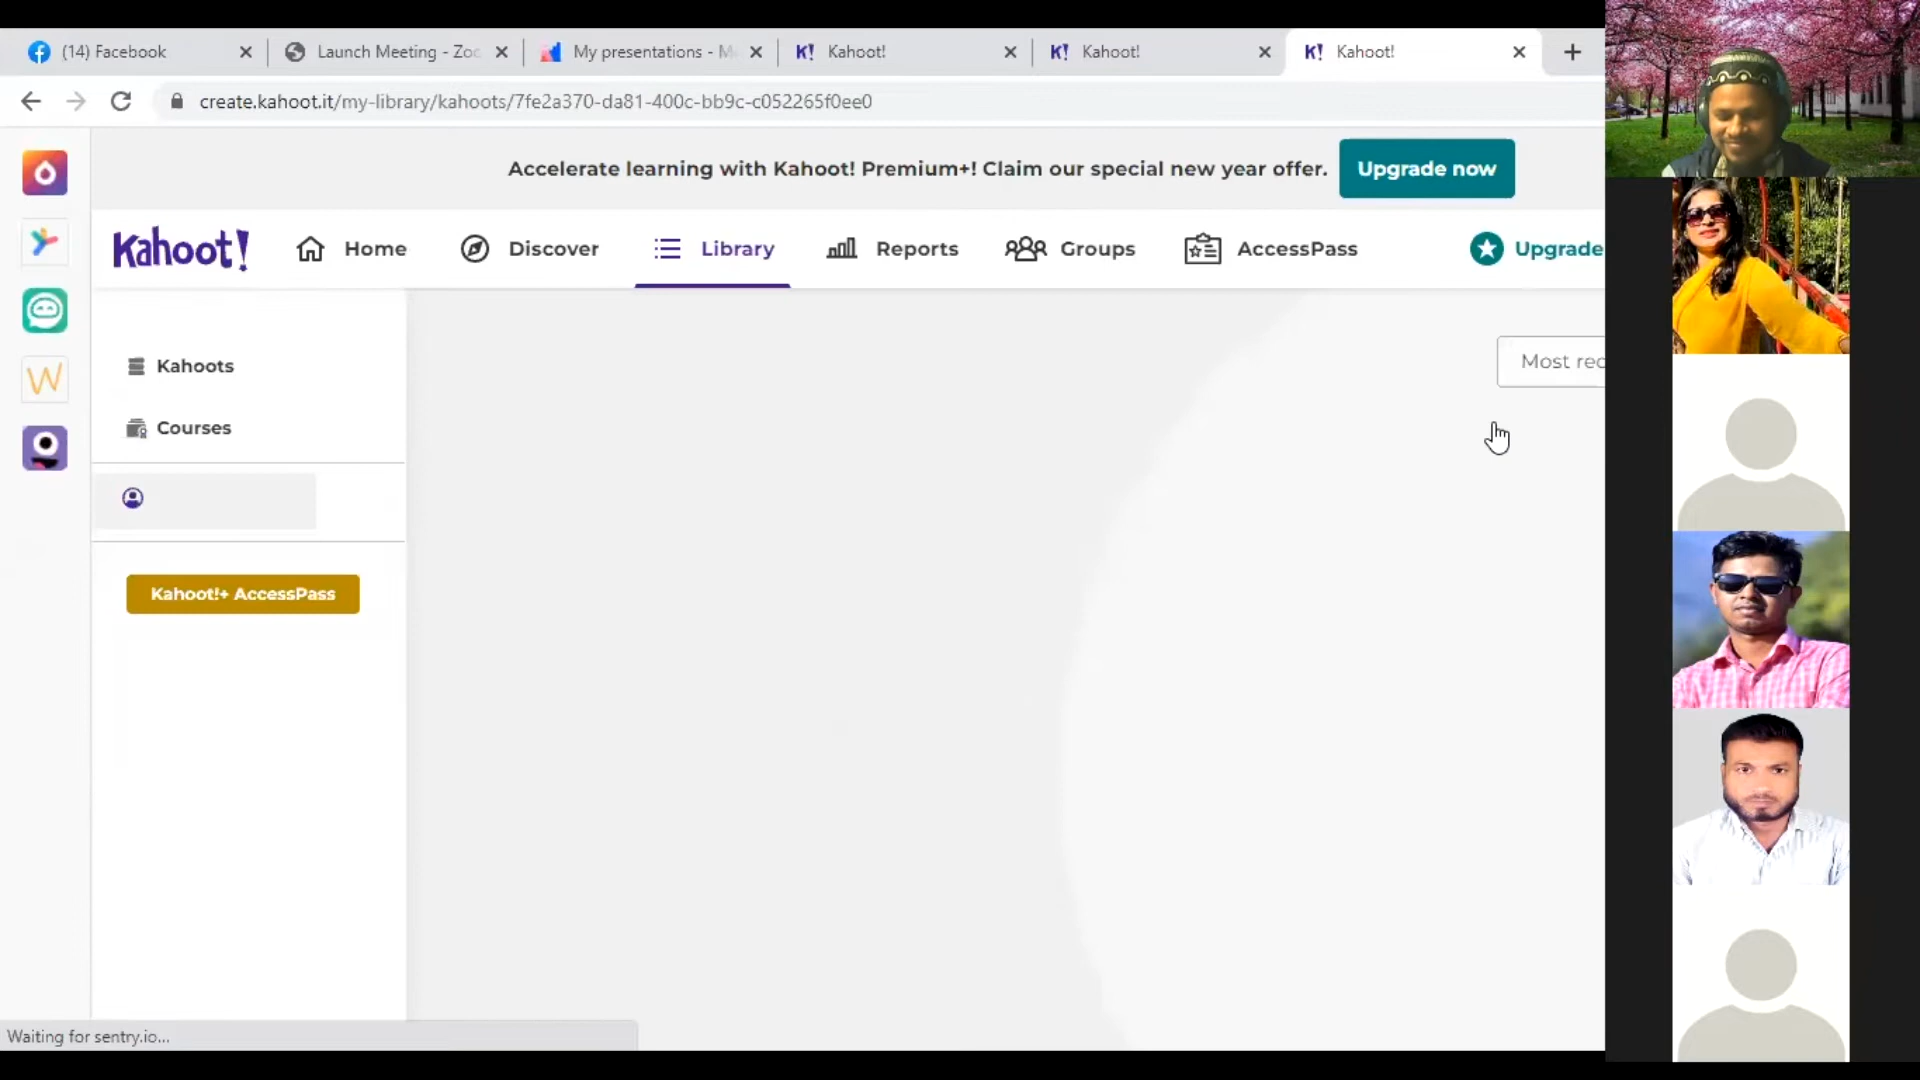 (14) Facebook
Launch Meeting - Zoo
My presentations - M
K! Kahoot!
K! Kahoot!
K! Kahoot!
create.kahoot.it/my-library/kahoots/7fe2a370-da81-400c-bb9c-c052265f0ee0
Accelerate learning with Kahoot! Premium+! Claim our special new year offer.
Upgrade now
Kahoot!
Home
Discover
Library
Reports
Groups
AccessPass
Upgrade
Most rec
Kahoots
Courses
Kahoot!+ AccessPass
Waiting for sentry.io...